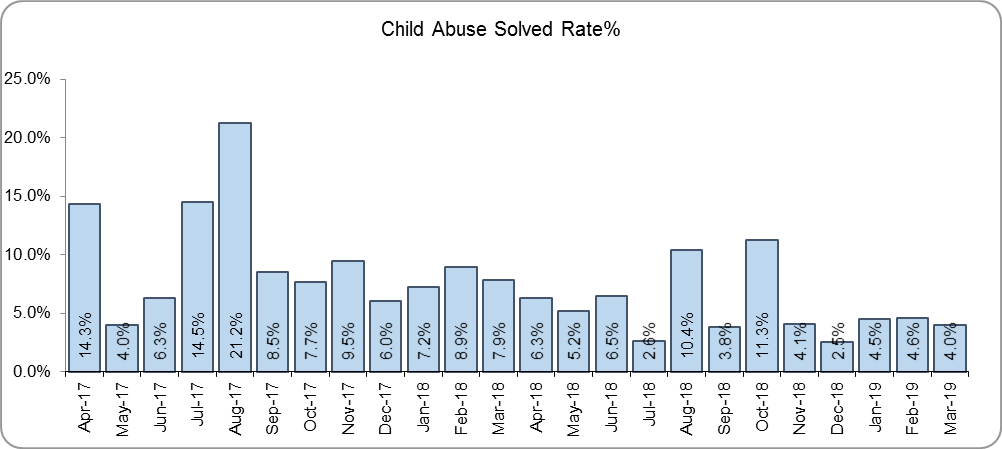 Child Abuse Solved Rate%
25.0%
20.0%
15.0%
10.0%
5.0%
0.0%
14.3%
4.0%
6.3%
14.5%
21.2%
8.5%
7.7%
9.5%
6.0%
7.2%
8.9%
7.9%
6.3%
5.2%
6.5%
2.6%
10.4%
3.8%
11.3%
4.1%
2.5%
4.5%
4.6%
4.0%
Apr-17
May-17
Jun-17
Jul-17
Aug-17
Sep-17
Oct-17
Nov-17
Dec-17
Jan-18
Feb-18
Mar-18
Apr-18
May-18
Jun-18
Jul-18
Aug-18
Sep-18
Oct-18
Nov-18
Dec-18
Jan-19
Feb-19
Mar-19